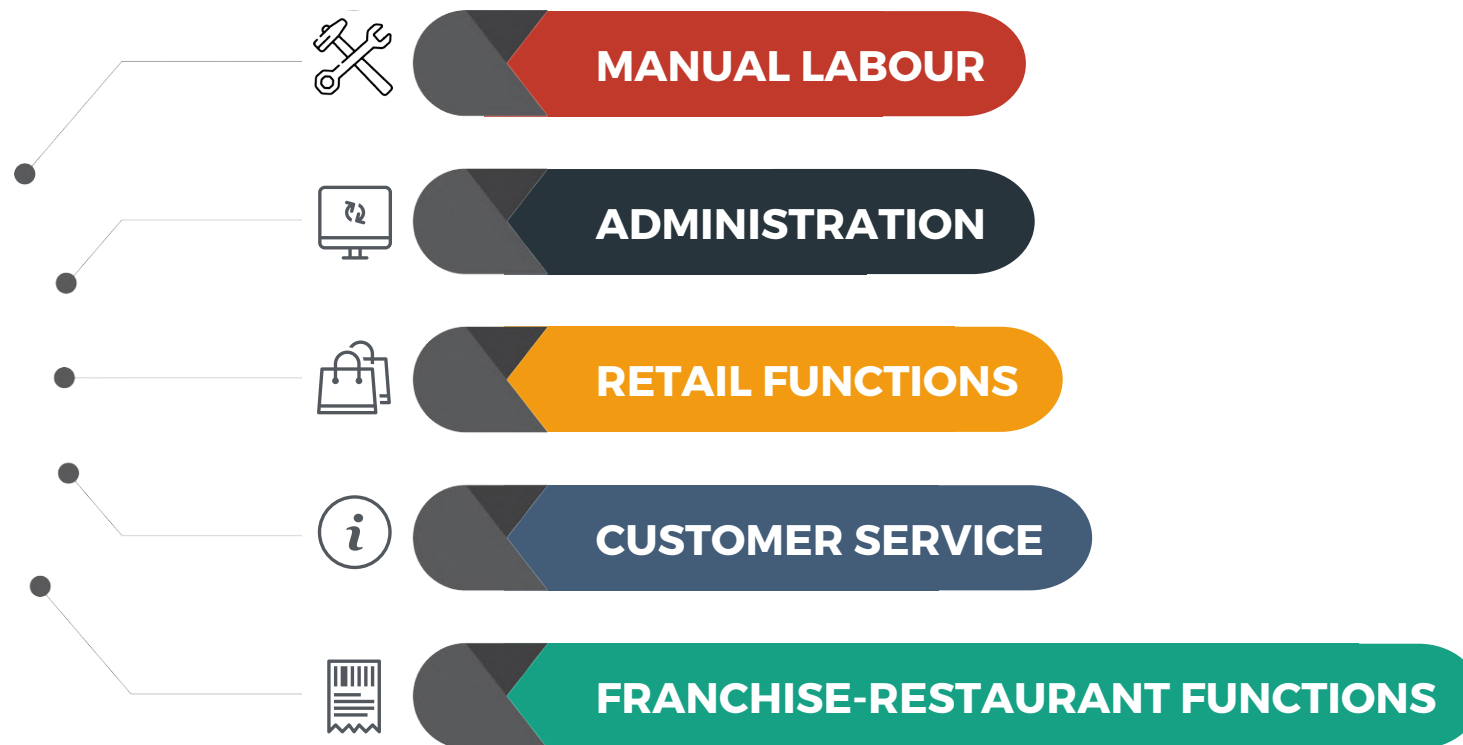 MANUAL LABOUR
ADMINISTRATION
RETAIL FUNCTIONS
CUSTOMER SERVICE
FRANCHISE-RESTAURANT FUNCTIONS